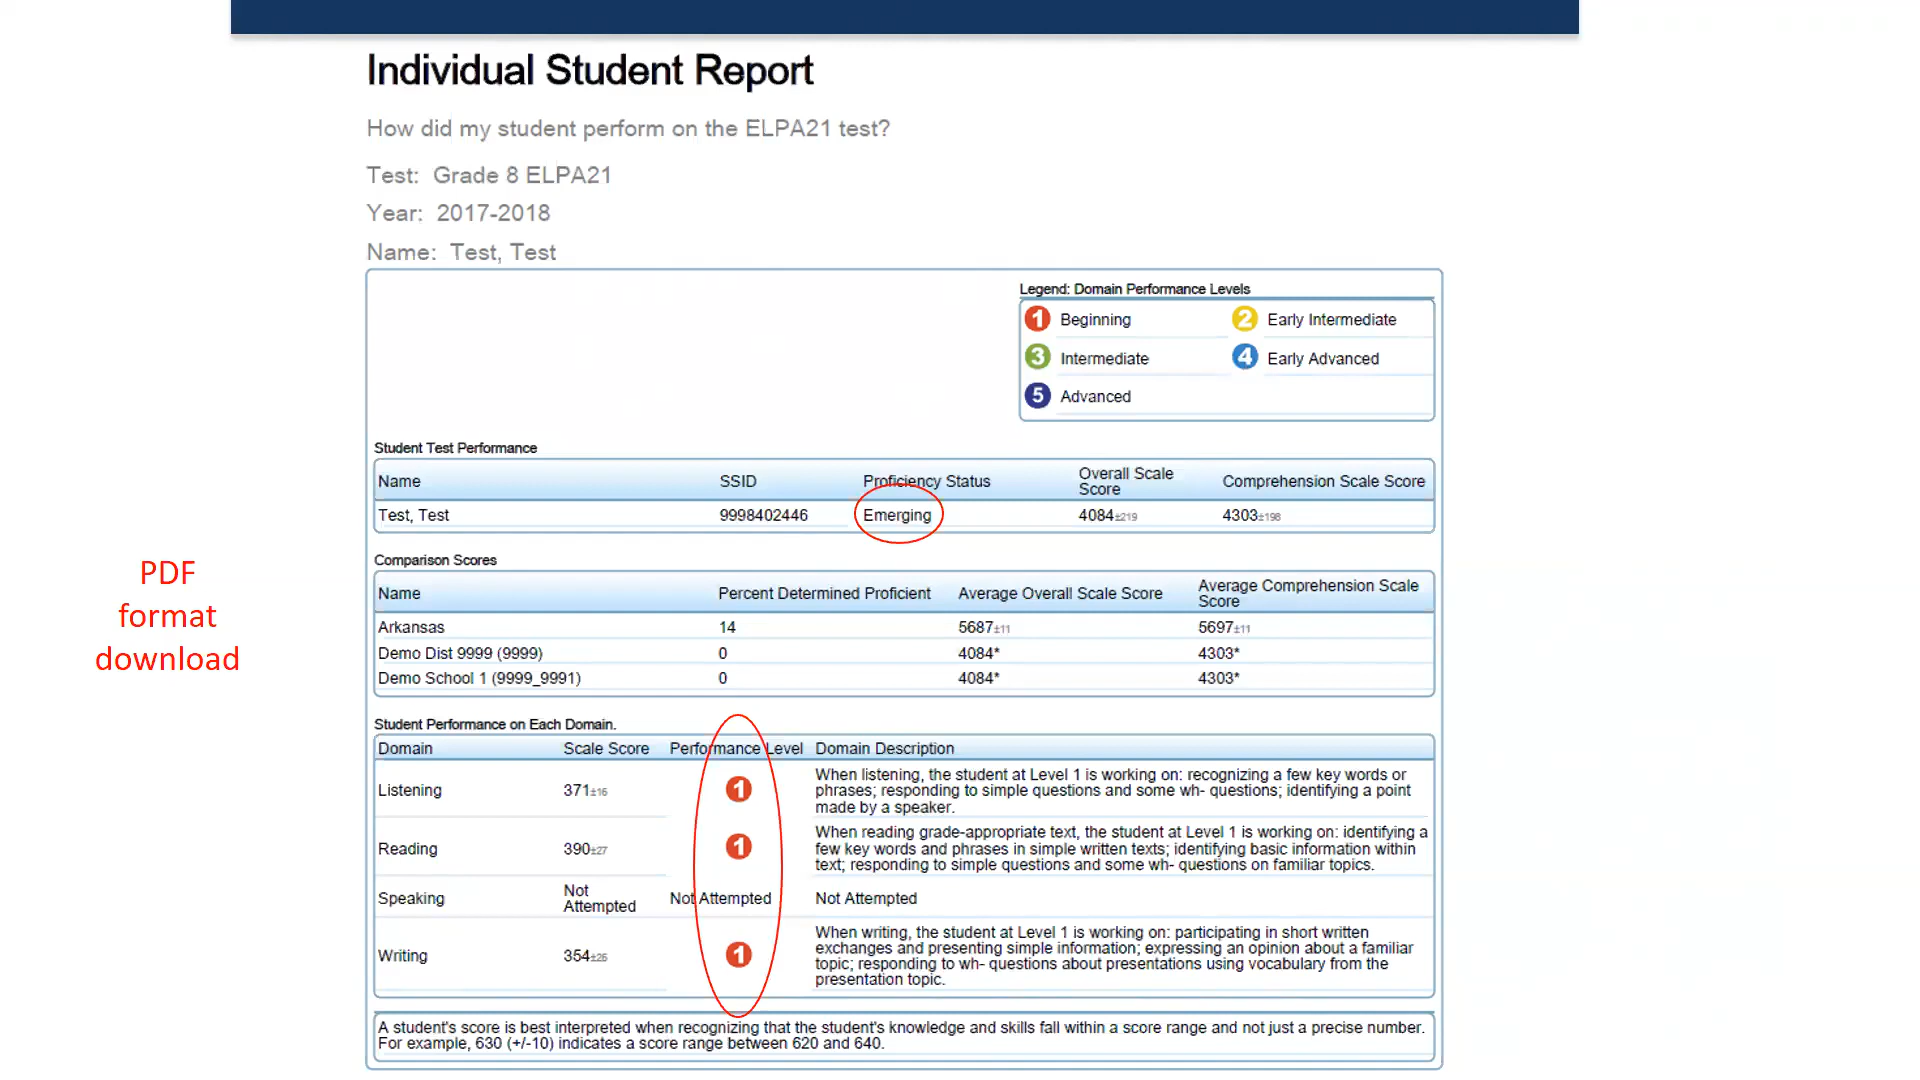 Individual Student Report
How did my student perform on the ELPA21 test?
Test: Grade 8 ELPA21
Year: 2017-2018
Name: Test, Test
Legend: Domain Performance Levels
1 Beginning 2 Early Intermediate
3 Intermediate 4 Early Advanced
5 Advanced
Student Test Performance
Name SSID Proficiency Status Overall Scale Score Comprehension Scale Score
Test, Test 9998402446 Emerging 4084±219 4303±198
PDF
format
download
Comparison Scores
Name Percent Determined Proficient Average Overall Scale Score Average Comprehension Scale Score
Arkansas 14 5687±11 5697±11
Demo Dist 9999 (9999) 0 4084* 4303*
Demo School 1 (9999_9991) 0 4084* 4303*
Student Performance on Each Domain.
Domain Scale Score Performance Level Domain Description
Listening 371±16 1 When listening, the student at Level 1 is working on: recognizing a few key words or
phrases; responding to simple questions and some wh- questions; identifying a point
made by a speaker.
Reading 390±27 1 When reading grade-appropriate text, the student at Level 1 is working on: identifying a
few key words and phrases in simple written texts; identifying basic information within
text; responding to simple questions and some wh- questions on familiar topics.
Speaking Not Attempted Not Attempted Not Attempted
Writing 354±26 1 When writing, the student at Level 1 is working on: participating in short written
exchanges and presenting simple information; expressing an opinion about a familiar
topic; responding to wh- questions about presentations using vocabulary from the
presentation topic.
A student's score is best interpreted when recognizing that the student's knowledge and skills fall within a score range and not just a precise number.
For example, 630 (+/-10) indicates a score range between 620 and 640.